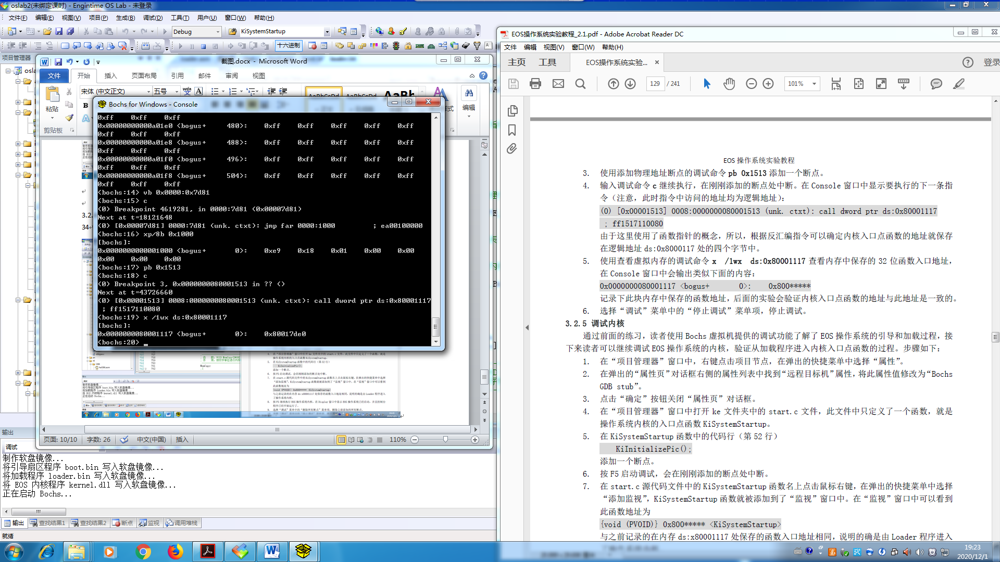 oslab2(未绑定课时) - Engintime OS Lab - 未登录
文件(F) 编辑(E) 视图(V) 项目(P) 生成(B) 调试(D) 工具(T) 用户(U) 窗口(W) 帮助(H)
Debug KiSystemStartup
十六进制
项目管理器
截图.docx - Microsoft Word
文件 开始 插入 页面布局 引用 邮件 审阅 视图
宋体 (中文正文) 五号
粘贴
剪贴板
编辑
Bochs for Windows - Console
0xff 0xff 0xff
0x00000000000a01e0 <bogus+ 480>: 0xff 0xff 0xff 0xff 0xff
0xff 0xff 0xff
0x00000000000a01e8 <bogus+ 488>: 0xff 0xff 0xff 0xff 0xff
0xff 0xff 0xff
0x00000000000a01f0 <bogus+ 496>: 0xff 0xff 0xff 0xff 0xff
0xff 0xff 0xff
0x00000000000a01f8 <bogus+ 504>: 0xff 0xff 0xff 0xff 0xff
0xff 0xff 0xff
<bochs:14> vb 0x0000:0x7d81
<bochs:15> c
(0) Breakpoint 4619281, in 0000:7d81 (0x00007d81)
Next at t=18121648
(0) [0x00007d81] 0000:7d81 (unk. ctxt): jmp far 0000:1000 ; ea00100000
<bochs:16> xp/8b 0x1000
[bochs]:
0x0000000000001000 <bogus+ 0>: 0xe9 0x18 0x01 0x00 0x00
0x00 0x00 0x00
<bochs:17> pb 0x1513
<bochs:18> c
(0) Breakpoint 3, 0x0000000080001513 in ?? ()
Next at t=43726660
(0) [0x00001513] 0008:0000000080001513 (unk. ctxt): call dword ptr ds:0x80001117
; ff1517110080
<bochs:19> x /1wx ds:0x80001117
[bochs]:
0x0000000080001117 <bogus+ 0>: 0x80017de0
<bochs:20>
页面: 10/10 字数: 26 中文(中国) 插入 110%
输出
调试
制作软盘镜像...
将引导扇区程序 boot.bin 写入软盘镜像...
将加载程序 loader.bin 写入软盘镜像...
将 EOS 内核程序 kernel.dll 写入软盘镜像...
正在启动 Bochs...
输出 查找结果1 查找结果2 断点 监视 调用堆栈
就绪
EOS操作系统实验教程_2.1.pdf - Adobe Acrobat Reader DC
文件 编辑 视图(V) 窗口(W) 帮助(H)
主页 工具 EOS操作系统实验... × 登录
129 / 241 101%
EOS 操作系统实验教程
3. 使用添加物理地址断点的调试命令 pb 0x1513 添加一个断点。
4. 输入调试命令 c 继续执行，在刚刚添加的断点处中断。在 Console 窗口中显示要执行的下一条指
令（注意，此时指令中访问的地址均为逻辑地址）：
(0) [0x00001513] 0008:0000000080001513 (unk. ctxt): call dword ptr ds:0x80001117
; ff1517110080
由于这里使用了函数指针的概念，所以，根据反汇编指令可以确定内核入口点函数的地址就保存
在逻辑地址 ds:0x8000117 处的四个字节中。
5. 使用查看虚拟内存的调试命令 x /1wx ds:0x80001117 查看内存中保存的 32 位函数入口地址，
在 Console 窗口中会输出类似下面的内容：
0x0000000080001117 <bogus+ 0>: 0x800*****
记录下此块内存中保存的函数地址，后面的实验会验证内核入口点函数的地址与此地址是一致的。
6. 选择“调试”菜单中的“停止调试”菜单项，停止调试。
3.2.5 调试内核
通过前面的练习，读者使用 Bochs 虚拟机提供的调试功能了解了 EOS 操作系统的引导和加载过程，接
下来读者可以继续调试 EOS 操作系统的内核，验证从加载程序进入内核入口点函数的过程。步骤如下：
1. 在“项目管理器”窗口中，右键点击项目节点，在弹出的快捷菜单中选择“属性”。
2. 在弹出的“属性页”对话框右侧的属性列表中找到“远程目标机”属性，将此属性值修改为“Bochs
GDB stub”。
3. 点击“确定”按钮关闭“属性页”对话框。
4. 在“项目管理器”窗口中打开 ke 文件夹中的 start.c 文件，此文件中只定义了一个函数，就是
操作系统内核的入口点函数 KiSystemStartup。
5. 在 KiSystemStartup 函数中的代码行（第 52 行）
KiInitializePic();
添加一个断点。
6. 按 F5 启动调试，会在刚刚添加的断点处中断。
7. 在 start.c 源代码文件中的 KiSystemStartup 函数名上点击鼠标右键，在弹出的快捷菜单中选择
“添加监视”，KiSystemStartup 函数就被添加到了“监视”窗口中。在“监视”窗口中可以看到
此函数地址为
{void (PVOID)} 0x800***** <KiSystemStartup>
与之前记录的在内存 ds:x80001117 处保存的函数入口地址相同，说明的确是由 Loader 程序进入
19:23
2020/12/1